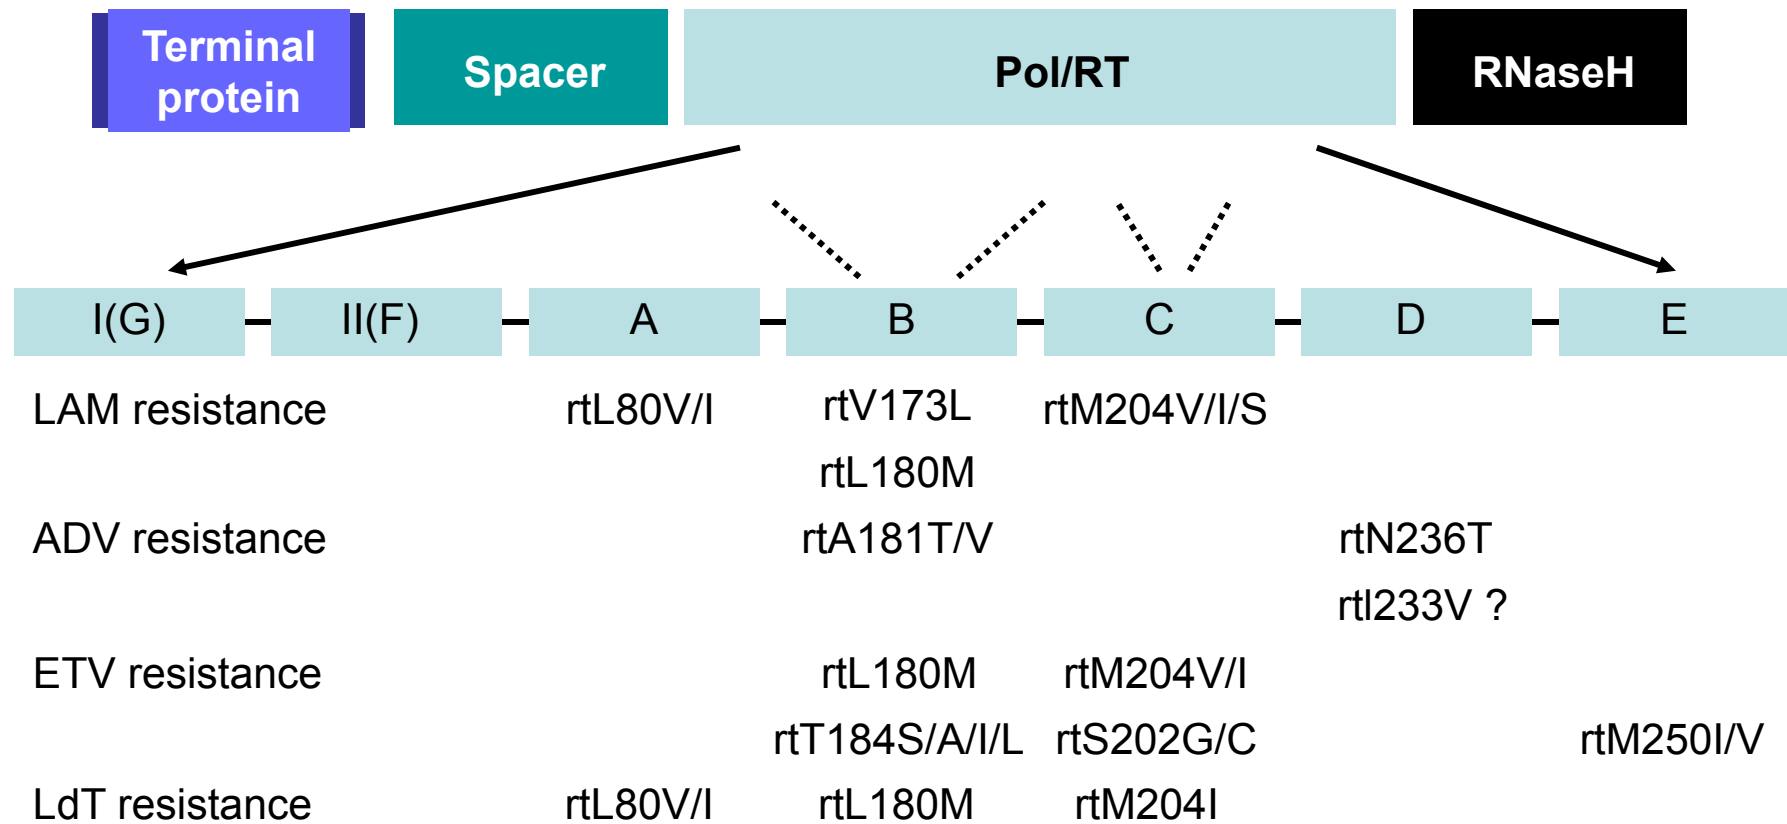 Terminal
protein
Spacer
Pol/RT
RNaseH
I(G) II(F) A B C D E
LAM resistance rtL80V/I rtV173L rtM204V/I/S
rtL180M
ADV resistance rtA181T/V rtN236T
rtI233V ?
ETV resistance rtL180M rtM204V/I
rtT184S/A/I/L rtS202G/C rtM250I/V
LdT resistance rtL80V/I rtL180M rtM204I